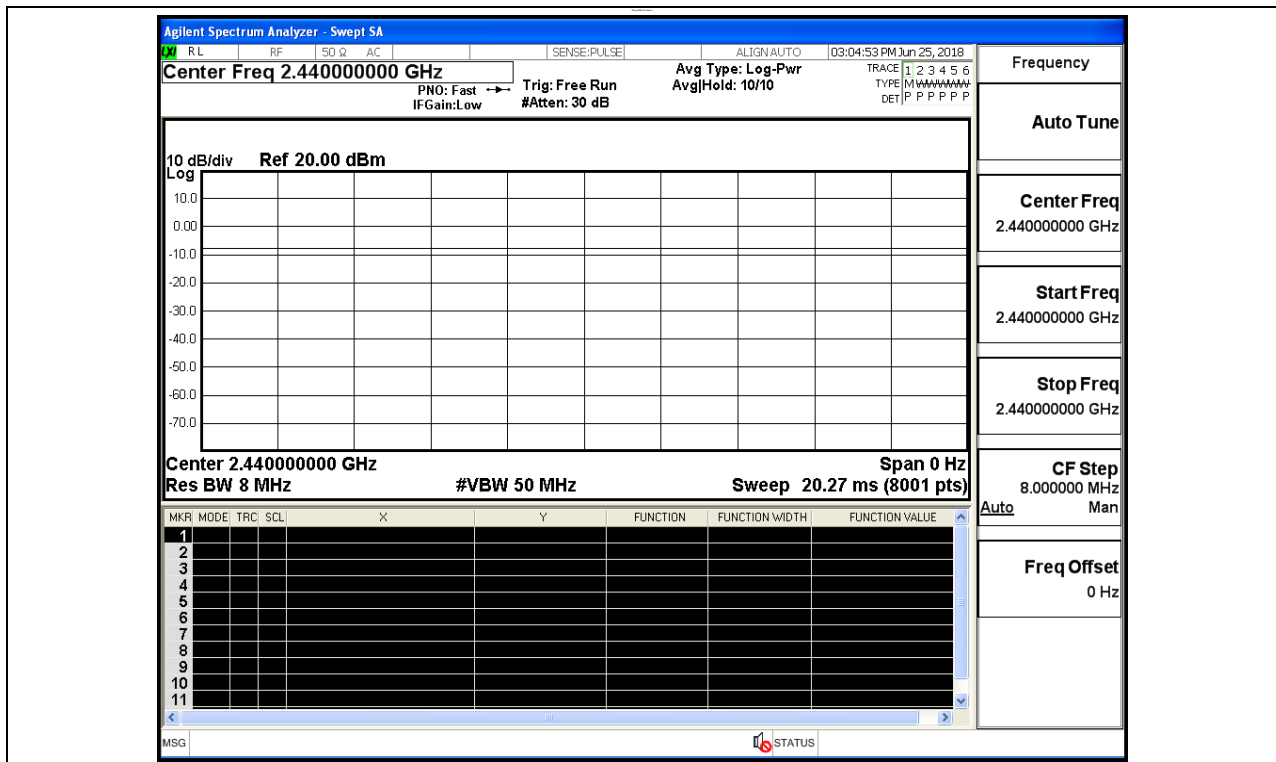 Agilent Spectrum Analyzer - Swept SA
LXI RL RF 50 Ω AC SENSE:PULSE ALIGN AUTO 03:04:53 PM Jun 25, 2018
Center Freq 2.440000000 GHz
PNO: Fast
IFGain:Low
Trig: Free Run
#Atten: 30 dB
Avg Type: Log-Pwr
Avg|Hold: 10/10
TRACE 1 2 3 4 5 6
TYPE M WWWWW
DET P P P P P P
10 dB/div Ref 20.00 dBm
Log
10.0
0.00
-10.0
-20.0
-30.0
-40.0
-50.0
-60.0
-70.0
Center 2.440000000 GHz Span 0 Hz
Res BW 8 MHz #VBW 50 MHz Sweep 20.27 ms (8001 pts)
MKR MODE TRC SCL X Y FUNCTION FUNCTION WIDTH FUNCTION VALUE
1
2
3
4
5
6
7
8
9
10
11
MSG STATUS
Frequency
Auto Tune
Center Freq
2.440000000 GHz
Start Freq
2.440000000 GHz
Stop Freq
2.440000000 GHz
CF Step
8.000000 MHz
Auto Man
Freq Offset
0 Hz